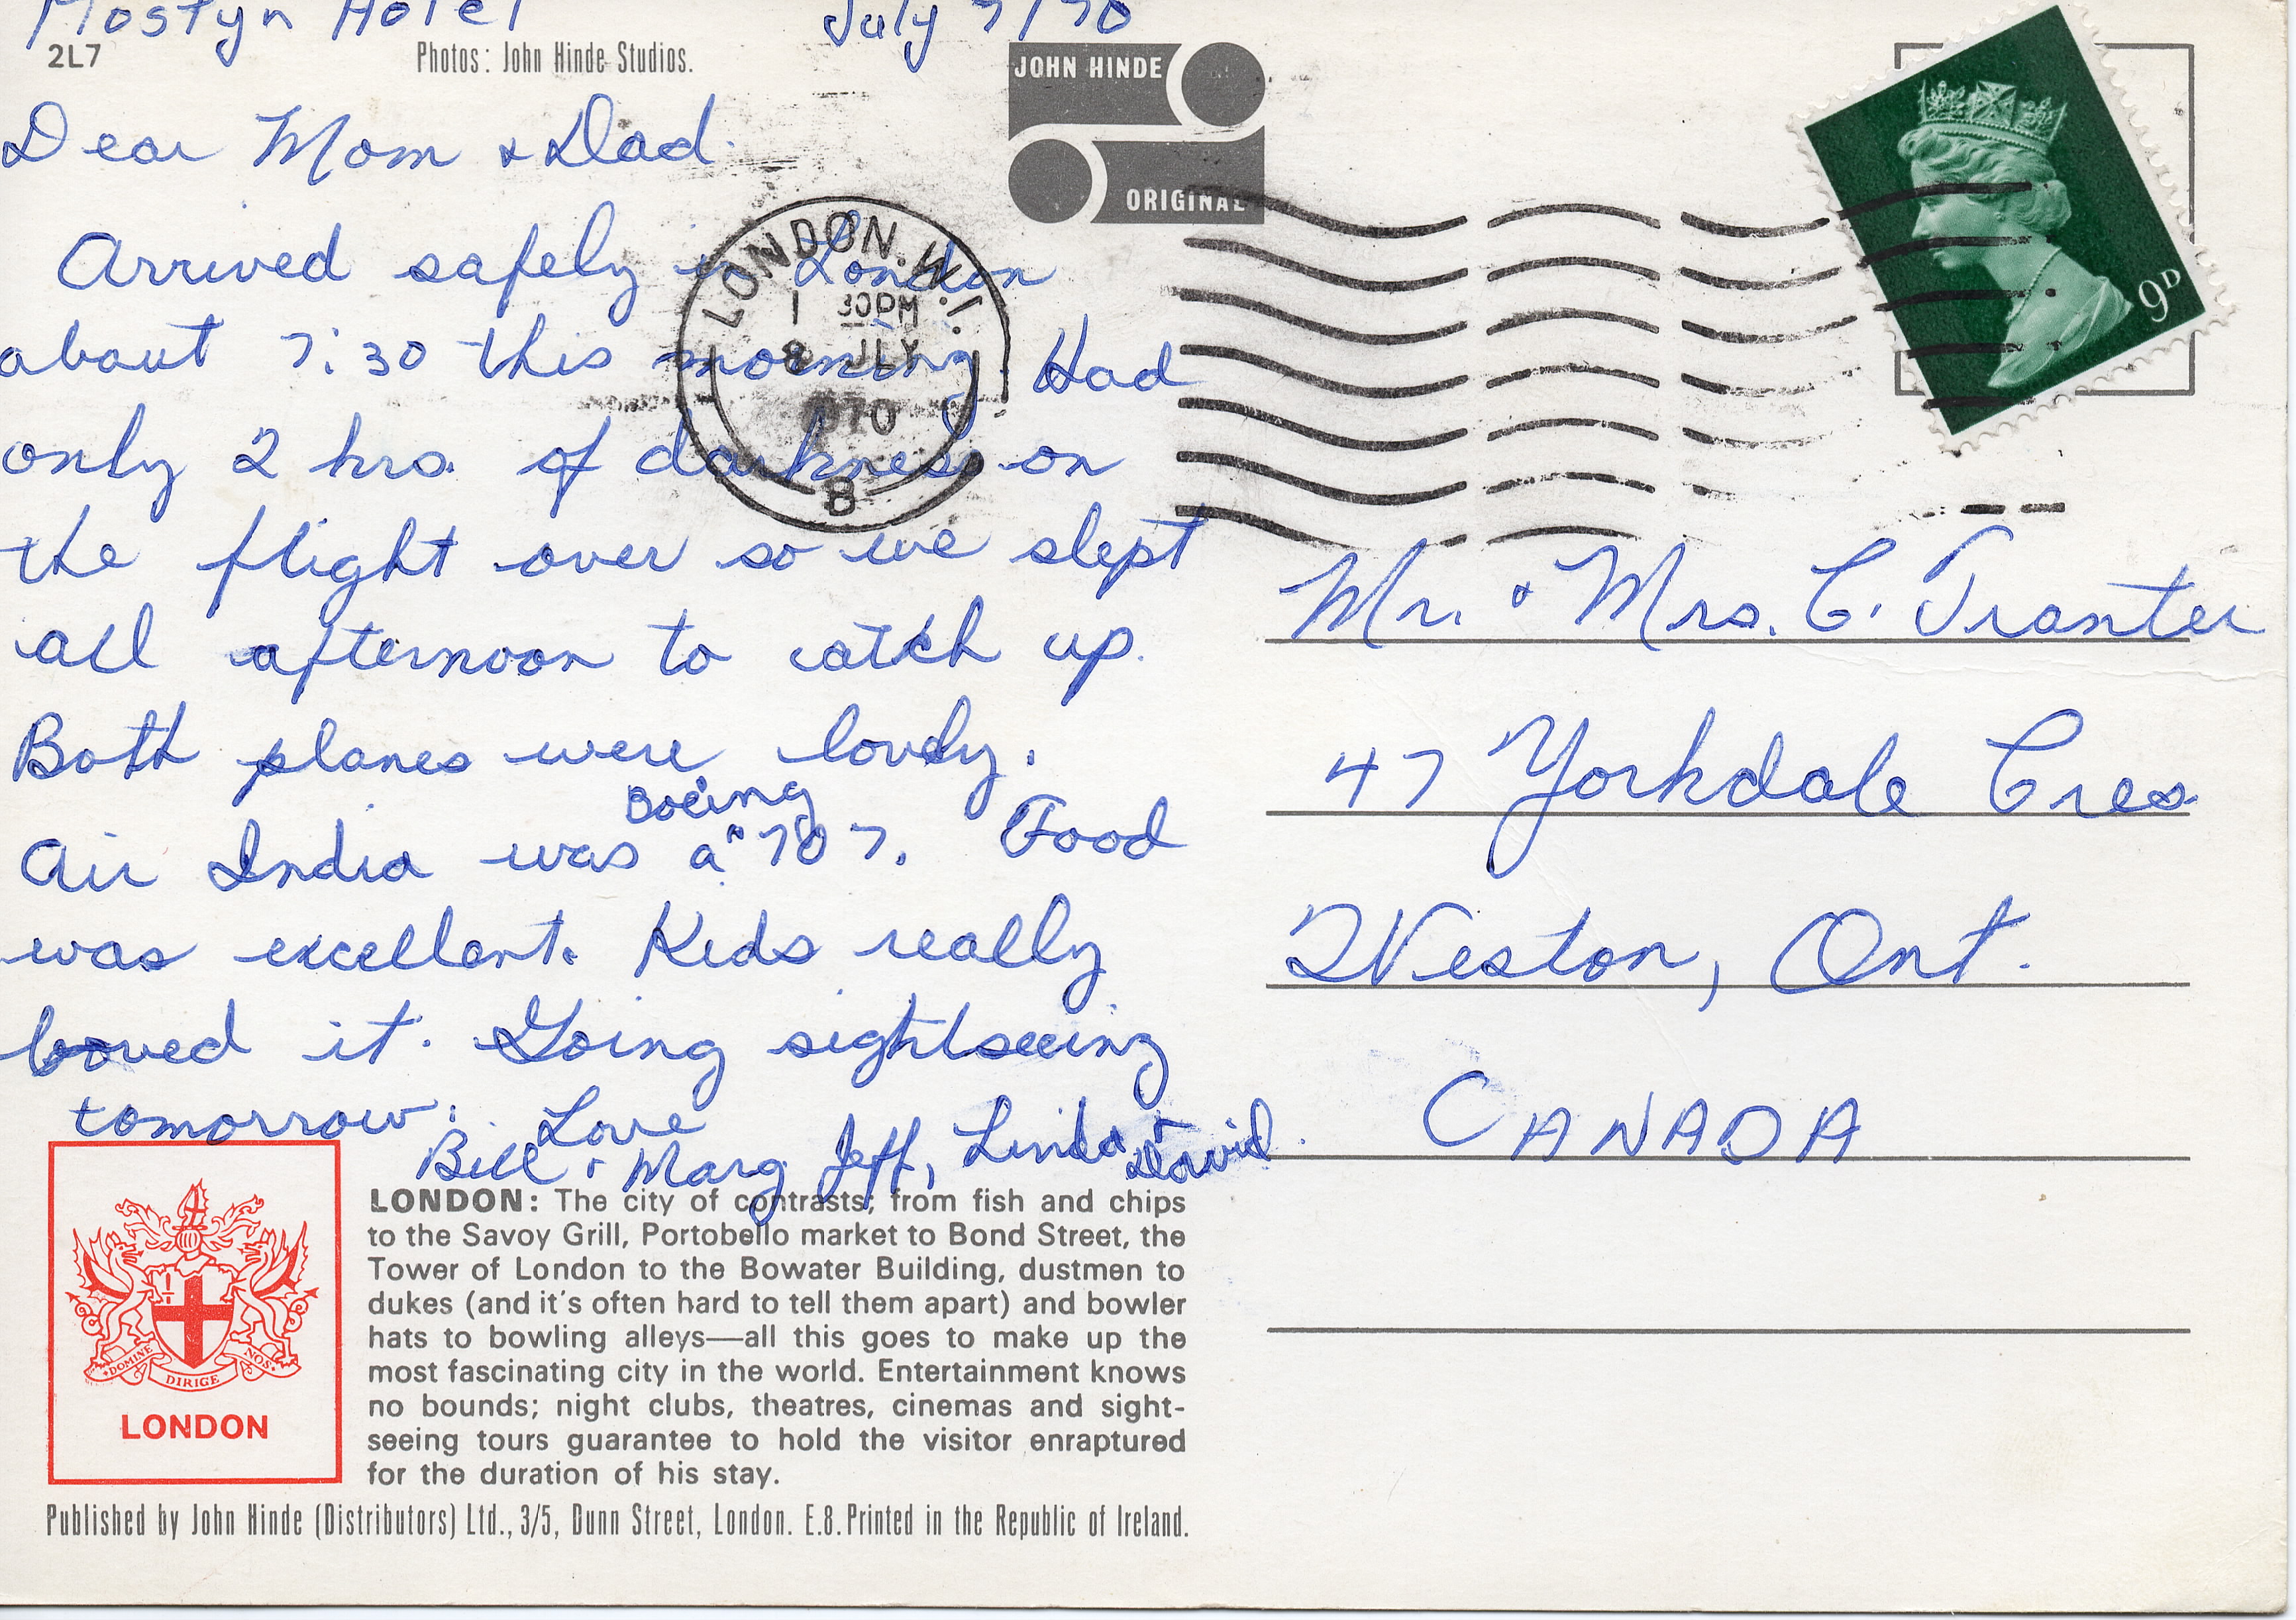 Mostyn Hotel July 7/70
2L7 Photos: John Hinde Studios.
JOHN HINDE
ORIGINAL
Dear Mom & Dad.
Arrived safely in London
about 7:30 this morning. Had
only 2 hrs. of darkness on
the flight over so we slept
all afternoon to catch up.
Both planes were lovely.
Air India was a "Boeing 707. Food
was excellent. Kids really
loved it. Going sightseeing
tomorrow. Love
Bill & Marg Jeff, Linda + David.
LONDON.W.1.
1 30PM
8 JLY
1970
8
9D
Mr. & Mrs. C. Tranter
47 Yorkdale Cres.
Weston, Ont.
CANADA
DOMINE DIRIGE NOS.
LONDON
LONDON: The city of contrasts; from fish and chips
to the Savoy Grill, Portobello market to Bond Street, the
Tower of London to the Bowater Building, dustmen to
dukes (and it's often hard to tell them apart) and bowler
hats to bowling alleys—all this goes to make up the
most fascinating city in the world. Entertainment knows
no bounds; night clubs, theatres, cinemas and sight-
seeing tours guarantee to hold the visitor enraptured
for the duration of his stay.
Published by John Hinde (Distributors) Ltd., 3/5, Dunn Street, London. E.8. Printed in the Republic of Ireland.